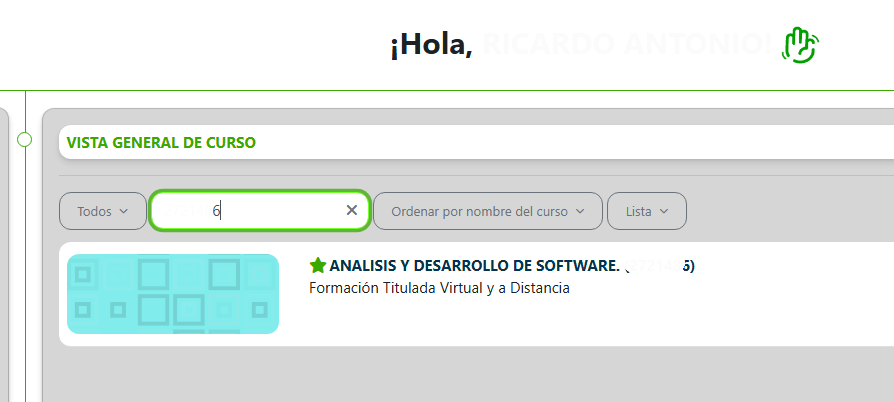 ¡Hola,
VISTA GENERAL DE CURSO
Todos
6
Ordenar por nombre del curso
Lista
ANALISIS Y DESARROLLO DE SOFTWARE.
Formación Titulada Virtual y a Distancia